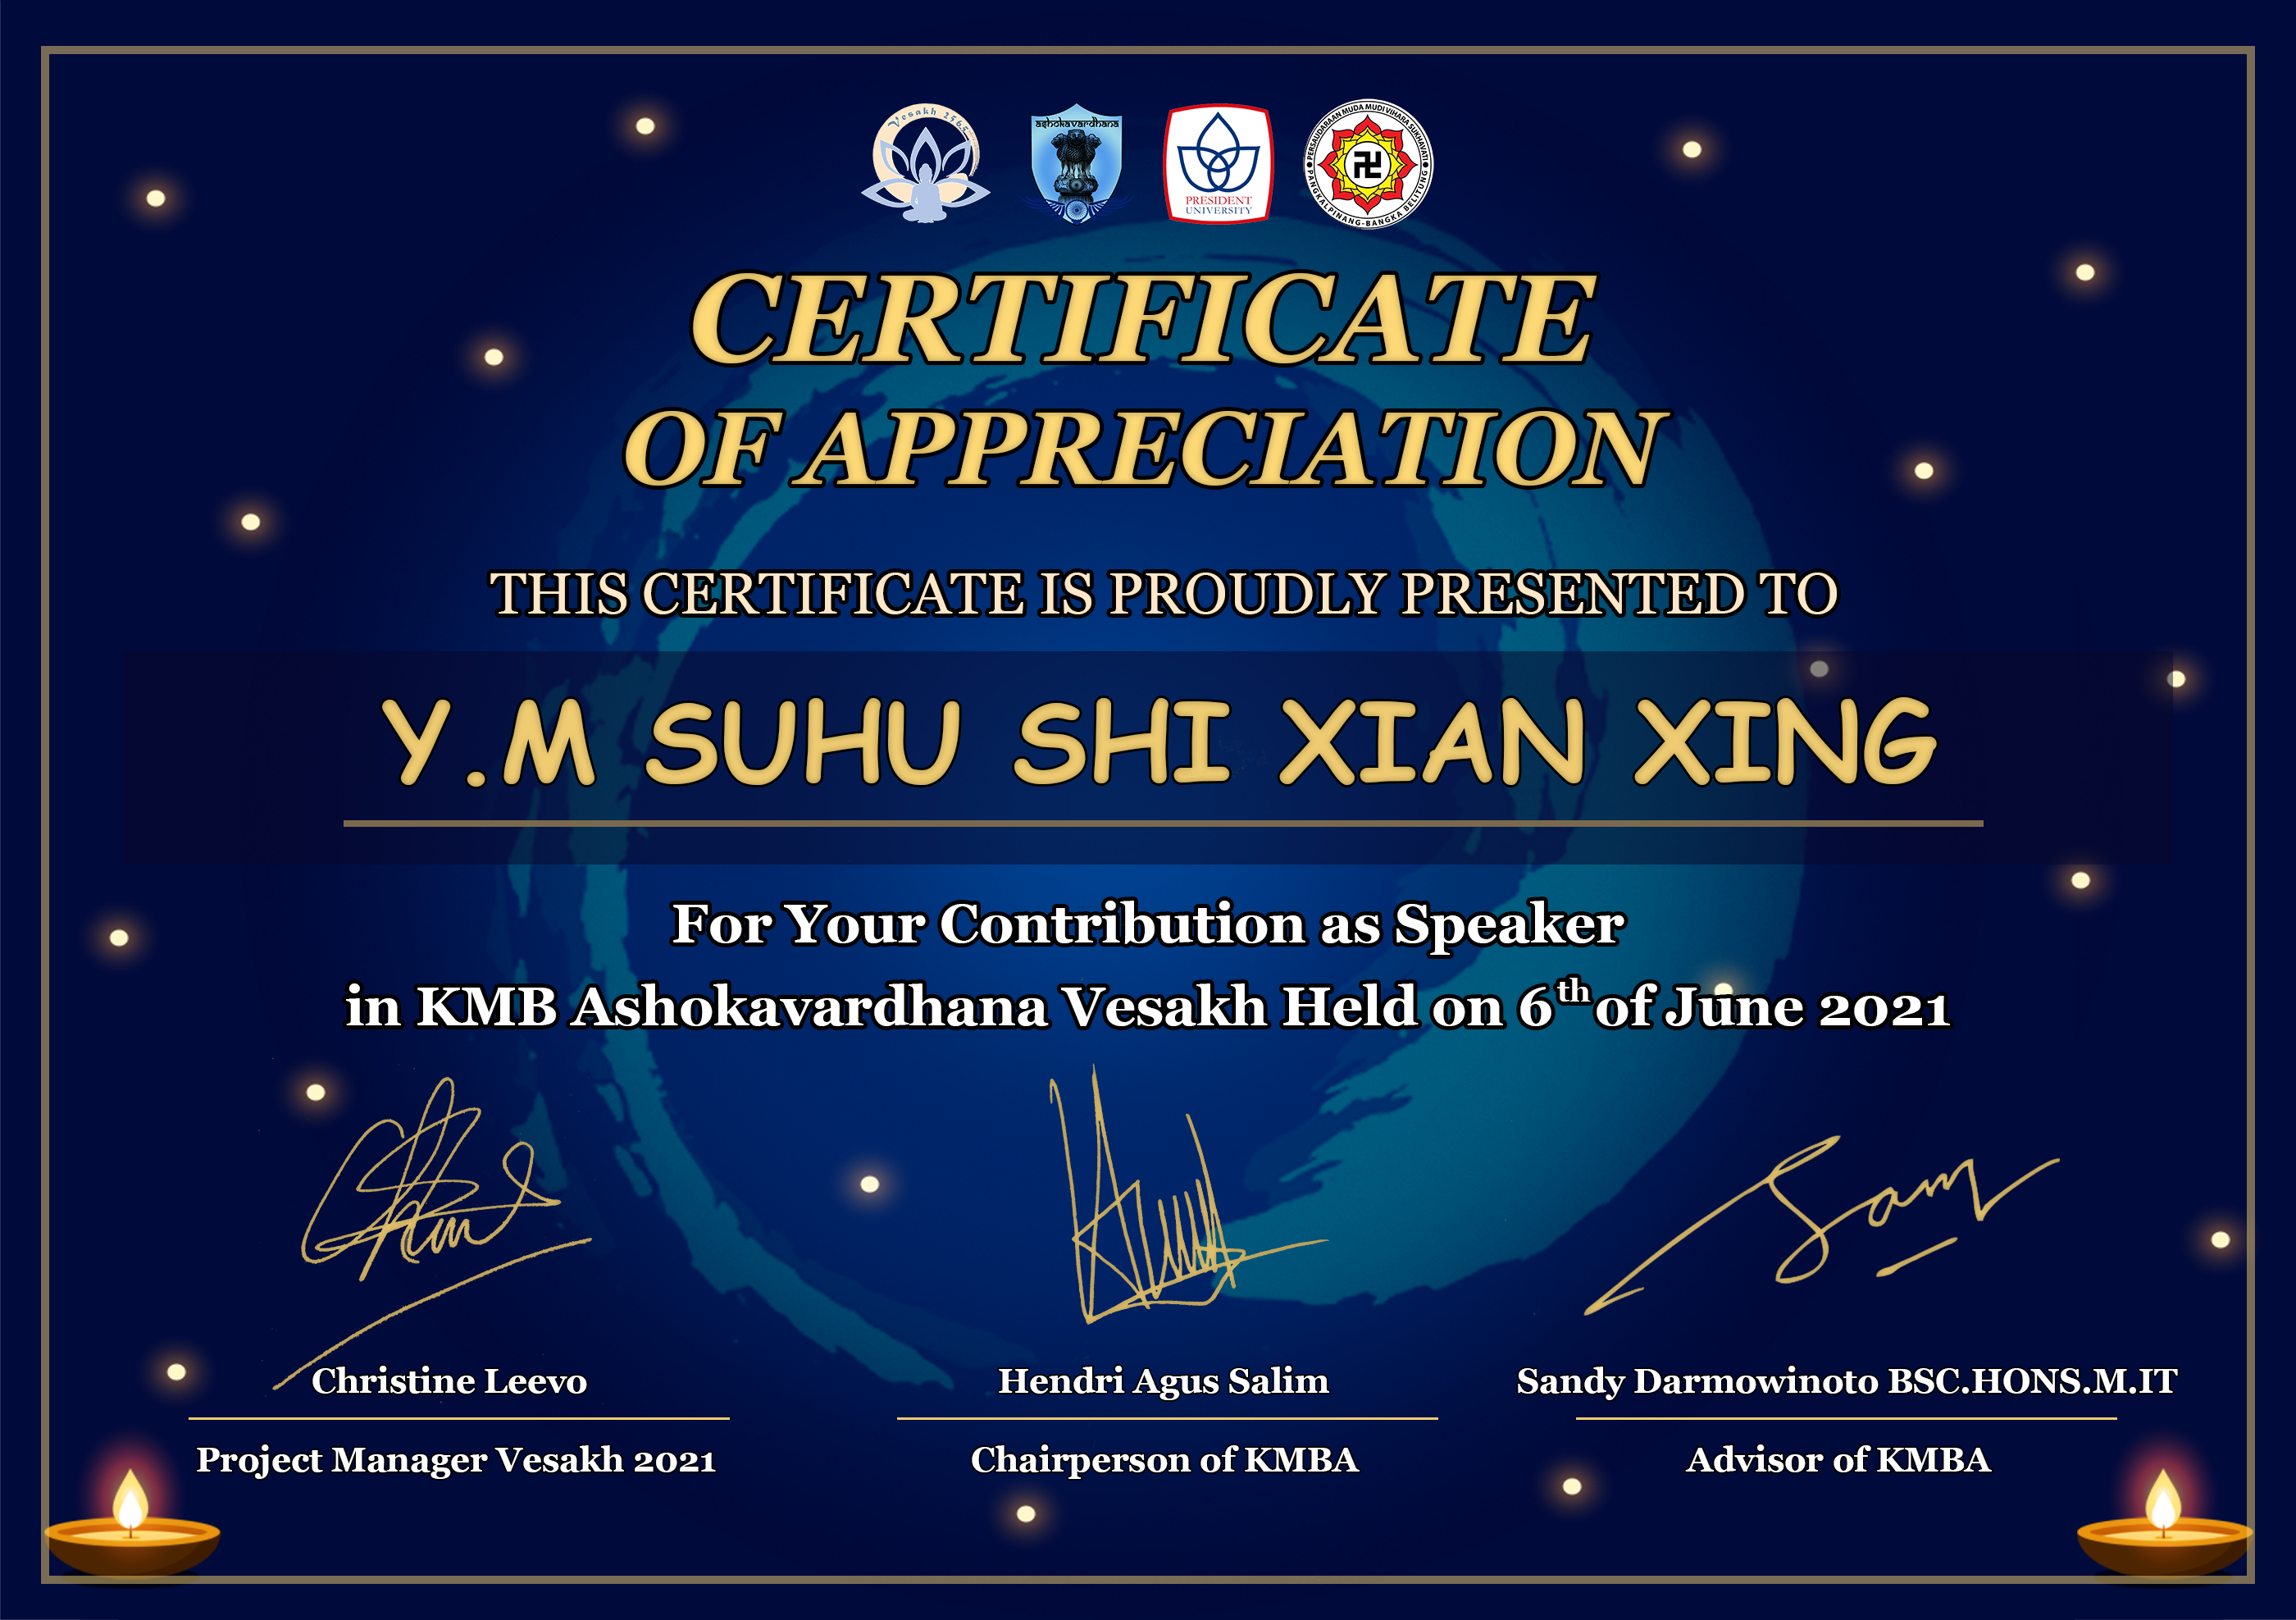 Vesakh 2565
ashokavardhana
PRESIDENT
UNIVERSITY
PERSAUDARAAN MUDA MUDI VIHARA SUKHAVATI
PANGKALPINANG-BANGKA BELITUNG
CERTIFICATE
OF APPRECIATION
THIS CERTIFICATE IS PROUDLY PRESENTED TO
Y.M SUHU SHI XIAN XING
For Your Contribution as Speaker
in KMB Ashokavardhana Vesakh Held on 6th of June 2021
Sam
Christine Leevo
Hendri Agus Salim
Sandy Darmowinoto BSC.HONS.M.IT
Project Manager Vesakh 2021
Chairperson of KMBA
Advisor of KMBA